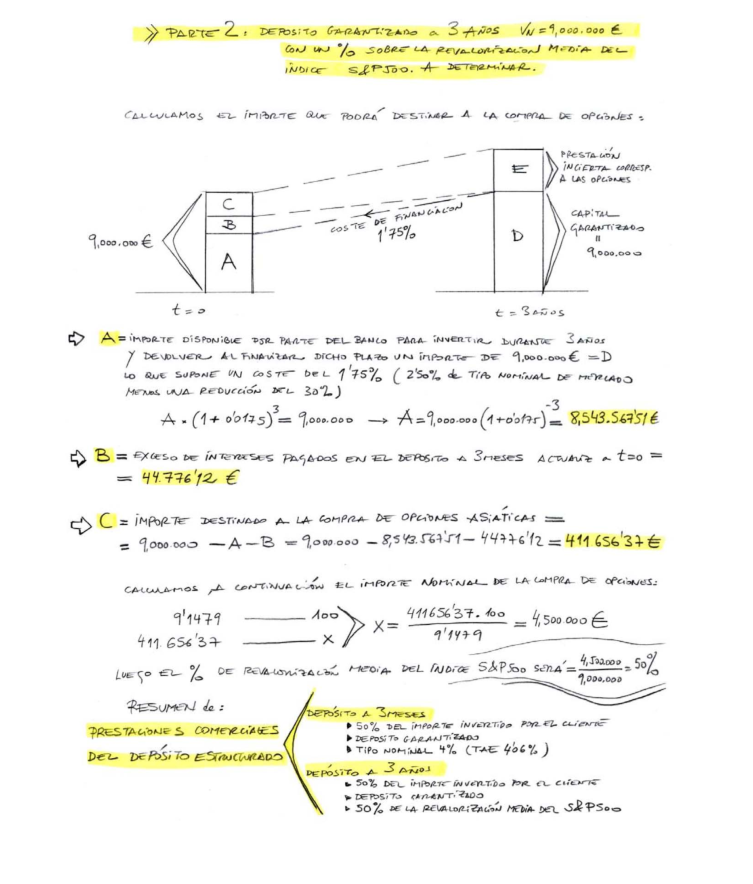 ≫ PARTE 2: DEPOSITO GARANTIZADO a 3 AÑOS VN = 9,000.000 €
CON UN % SOBRE LA REVALORIZACION MEDIA DEL
ÍNDICE S&P500. A DETERMINAR.
CALCULAMOS EL IMPORTE QUE PODRÁ DESTINAR A LA COMPRA DE OPCIONES:
PRESTACIÓN
INCIERTA CORRESP.
A LAS OPCIONES
E
C
B
A
COSTE DE FINANCIACION
1'75%
9,000,000 €
D
CAPITAL
GARANTIZADO
=
9,000,000
t = 0
t = 3 AÑOS
⇨ A = IMPORTE DISPONIBLE POR PARTE DEL BANCO PARA INVERTIR DURANTE 3 AÑOS
Y DEVOLVER AL FINALIZAR DICHO PLAZO UN IMPORTE DE 9,000.000 € = D
LO QUE SUPONE UN COSTE DEL 1'75% (2'50% de TIPO NOMINAL DE MERCADO
MENOS UNA REDUCCIÓN DEL 30%)
A * (1 + 0'0175)^3 = 9,000.000 → A = 9,000.000 (1+0'0175)^-3 = 8,543.567'51 €
⇨ B = EXCESO DE INTERESES PAGADOS EN EL DEPÓSITO A 3 MESES ACTUALIZ a t=0 =
= 44.776'12 €
⇨ C = IMPORTE DESTINADO A LA COMPRA DE OPCIONES ASIÁTICAS =
= 9,000.000 – A – B = 9,000.000 – 8,543.567'51 – 44776'12 = 411 656'37 €
CALCULAMOS A CONTINUACIÓN EL IMPORTE NOMINAL DE LA COMPRA DE OPCIONES:
9'1479 —— 100
411.656'37 —— X
X = 411656'37 . 100 / 9'1479 = 4,500.000 €
LUEGO EL % DE REVALORIZACIÓN MEDIA DEL ÍNDICE S&P500 SERÁ = 4,500.000 / 9,000,000 = 50%
RESUMEN de:
PRESTACIONES COMERCIALES
DEL DEPÓSITO ESTRUCTURADO
DEPÓSITO A 3 MESES
▸ 50% DEL IMPORTE INVERTIDO POR EL CLIENTE
▸ DEPOSITO GARANTIZADO
▸ TIPO NOMINAL 4% (TAE 4'06%)
DEPÓSITO A 3 AÑOS
▸ 50% DEL IMPORTE INVERTIDO POR EL CLIENTE
▸ DEPOSITO GARANTIZADO
▸ 50% DE LA REVALORIZACIÓN MEDIA DEL S&P500